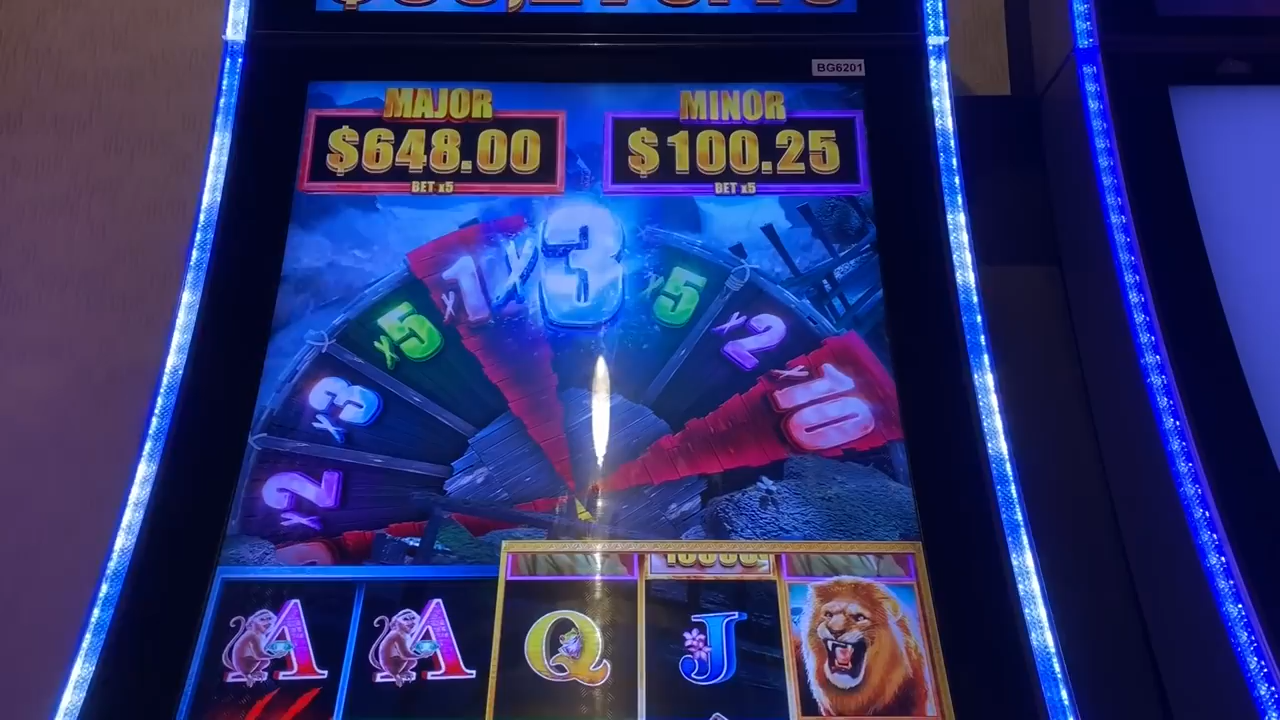 BG6201
MAJOR
$648.00
BET x5
MINOR
$100.25
BET x5
x3
x1
x5
x5
x2
x3
x10
x2
A
A
Q
J